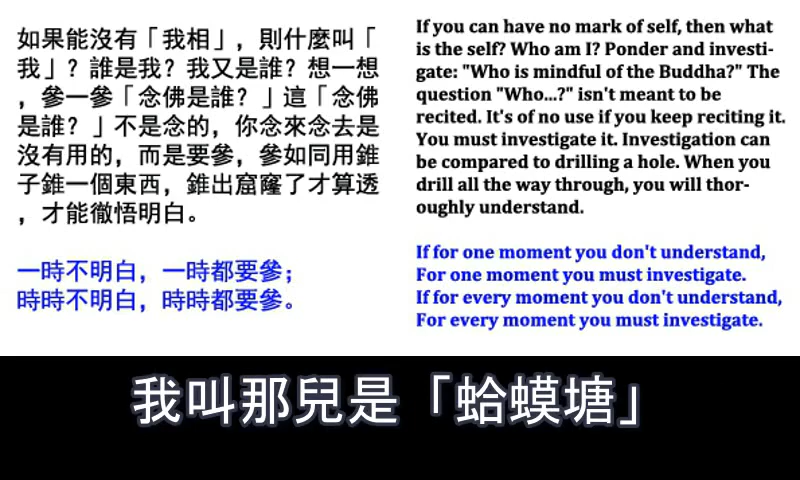 如果能沒有「我相」，則什麼叫「
我」？誰是我？我又是誰？想一想
，參一參「念佛是誰？」這「念佛
是誰？」不是念的，你念來念去是
沒有用的，而是要參，參如同用錐
子錐一個東西，錐出窟窿了才算透
，才能徹悟明白。
一時不明白，一時都要參；
時時不明白，時時都要參。
If you can have no mark of self, then what
is the self? Who am I? Ponder and investi-
gate: "Who is mindful of the Buddha?" The
question "Who...?" isn't meant to be
recited. It's of no use if you keep reciting it.
You must investigate it. Investigation can
be compared to drilling a hole. When you
drill all the way through, you will thor-
oughly understand.
If for one moment you don't understand,
For one moment you must investigate.
If for every moment you don't understand,
For every moment you must investigate.
我叫那兒是「蛤蟆塘」